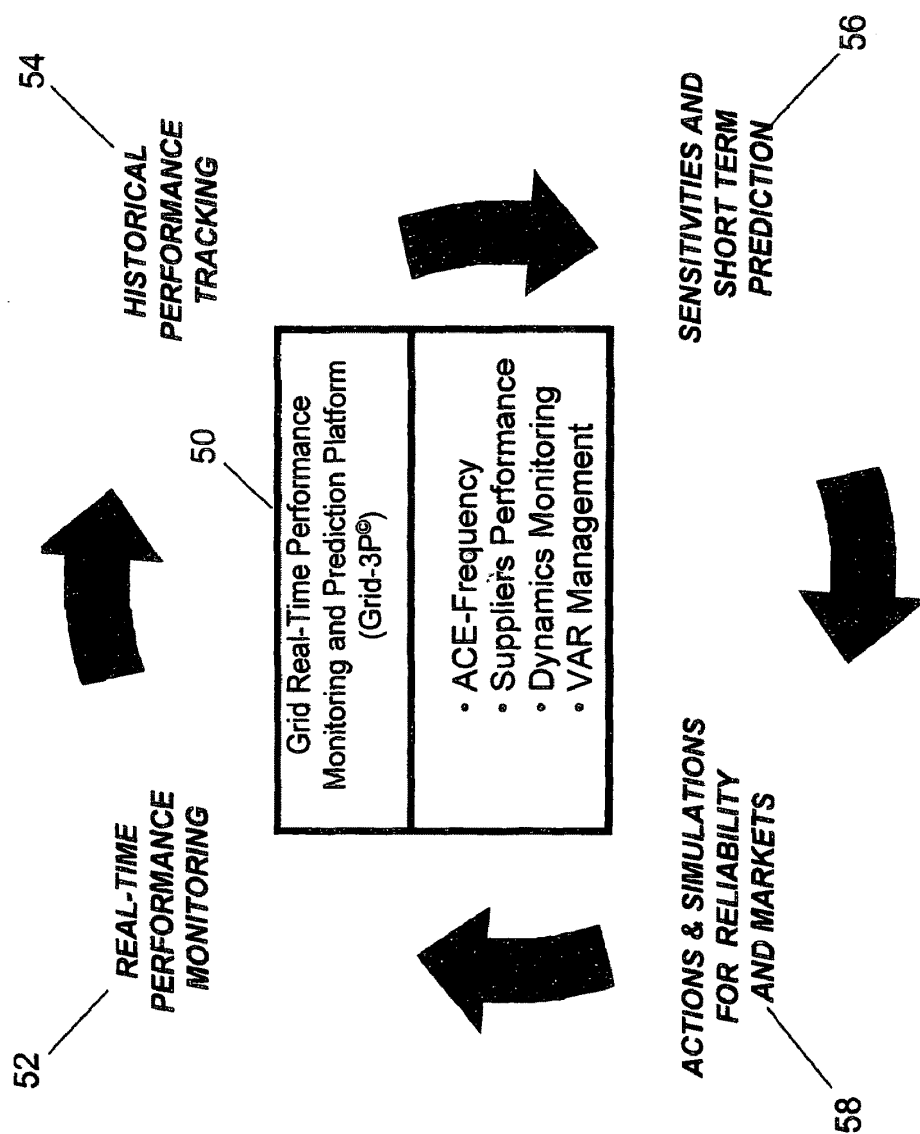 52
REAL-TIME
PERFORMANCE
MONITORING
54
HISTORICAL
PERFORMANCE
TRACKING
50
Grid Real-Time Performance
Monitoring and Prediction Platform
(Grid-3P©)
• ACE-Frequency
• Suppliers Performance
• Dynamics Monitoring
• VAR Management
ACTIONS & SIMULATIONS
FOR RELIABILITY
AND MARKETS
58
SENSITIVITIES AND
SHORT TERM
PREDICTION
56